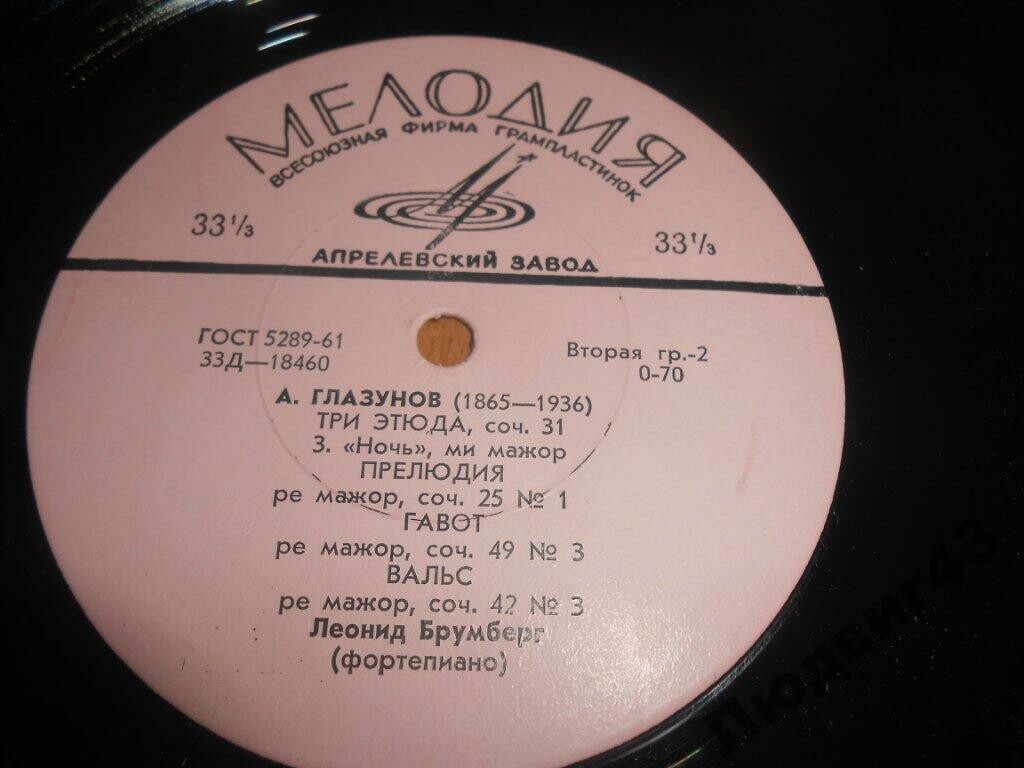 МЕЛОДИЯ
ВСЕСОЮЗНАЯ ФИРМА ГРАМПЛАСТИНОК
33⅓
33⅓
АПРЕЛЕВСКИЙ ЗАВОД
ГОСТ 5289-61
33Д—18460
Вторая гр.-2
0-70
А. ГЛАЗУНОВ (1865—1936)
ТРИ ЭТЮДА, соч. 31
3. «Ночь», ми мажор
ПРЕЛЮДИЯ
ре мажор, соч. 25 № 1
ГАВОТ
ре мажор, соч. 49 № 3
ВАЛЬС
ре мажор, соч. 42 № 3
Леонид Брумберг
(фортепиано)
Людвиг43